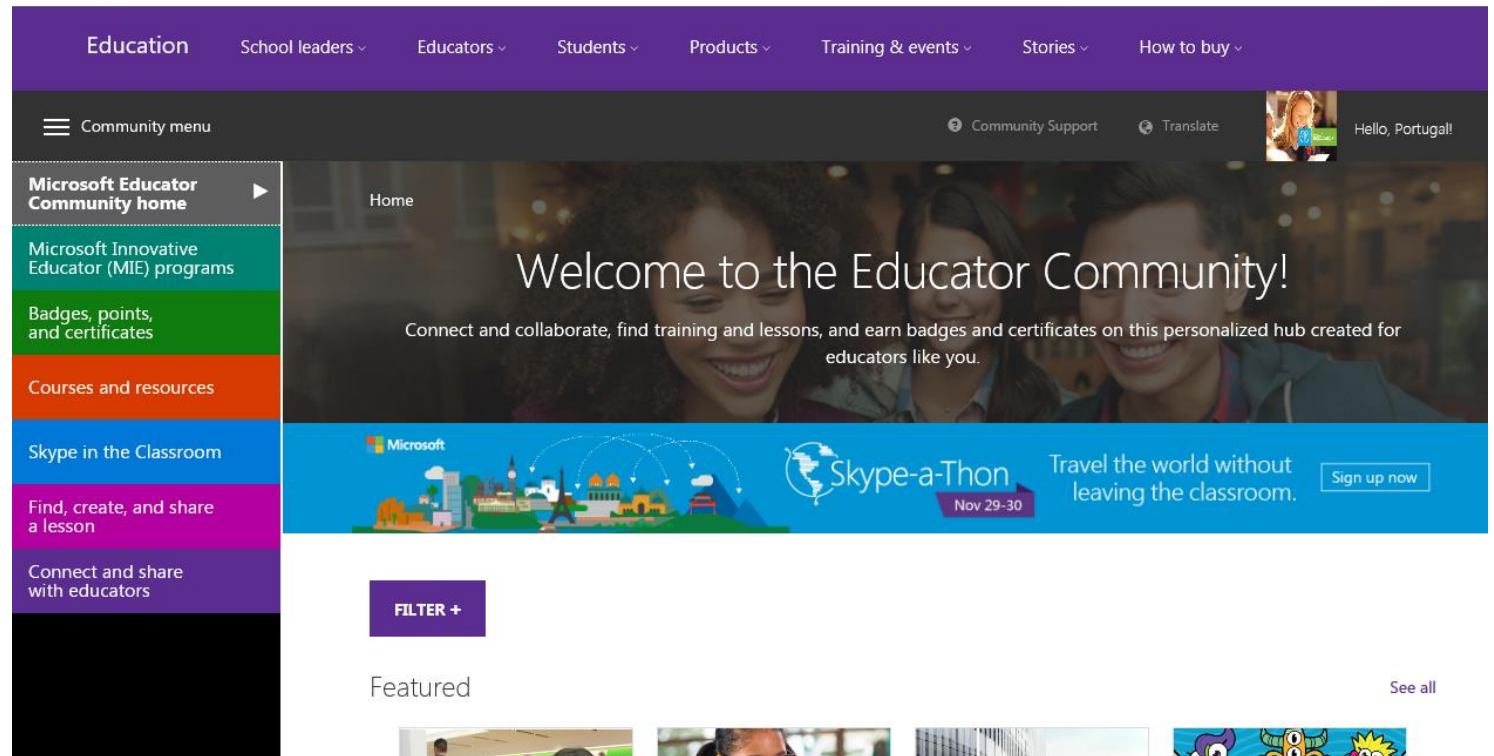 Education School leaders Educators Students Products Training & events Stories How to buy
Community menu Community Support Translate Hello, Portugal!
Microsoft Educator
Community home
Microsoft Innovative
Educator (MIE) programs
Badges, points,
and certificates
Courses and resources
Skype in the Classroom
Find, create, and share
a lesson
Connect and share
with educators
Home
Welcome to the Educator Community!
Connect and collaborate, find training and lessons, and earn badges and certificates on this personalized hub created for
educators like you.
Microsoft
Skype-a-Thon
Nov 29-30
Travel the world without
leaving the classroom.
Sign up now
FILTER +
Featured See all